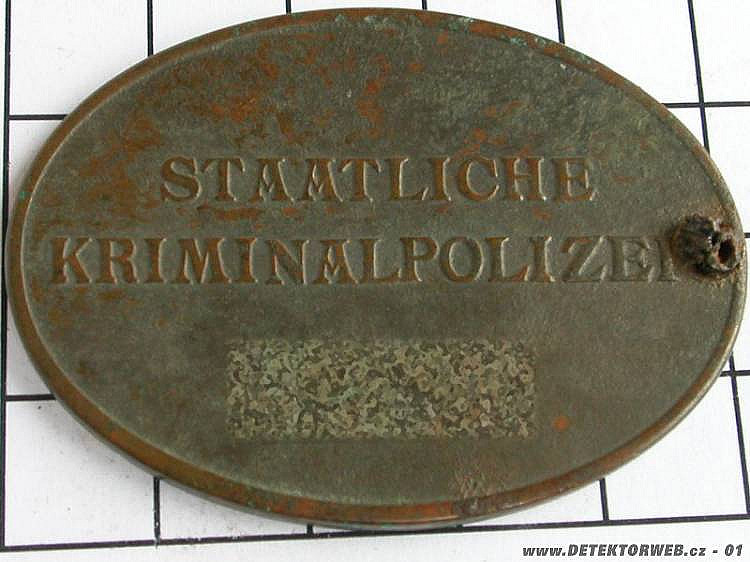 STAATLICHE
KRIMINALPOLIZEI
www.DETEKTORWEB.cz - 01